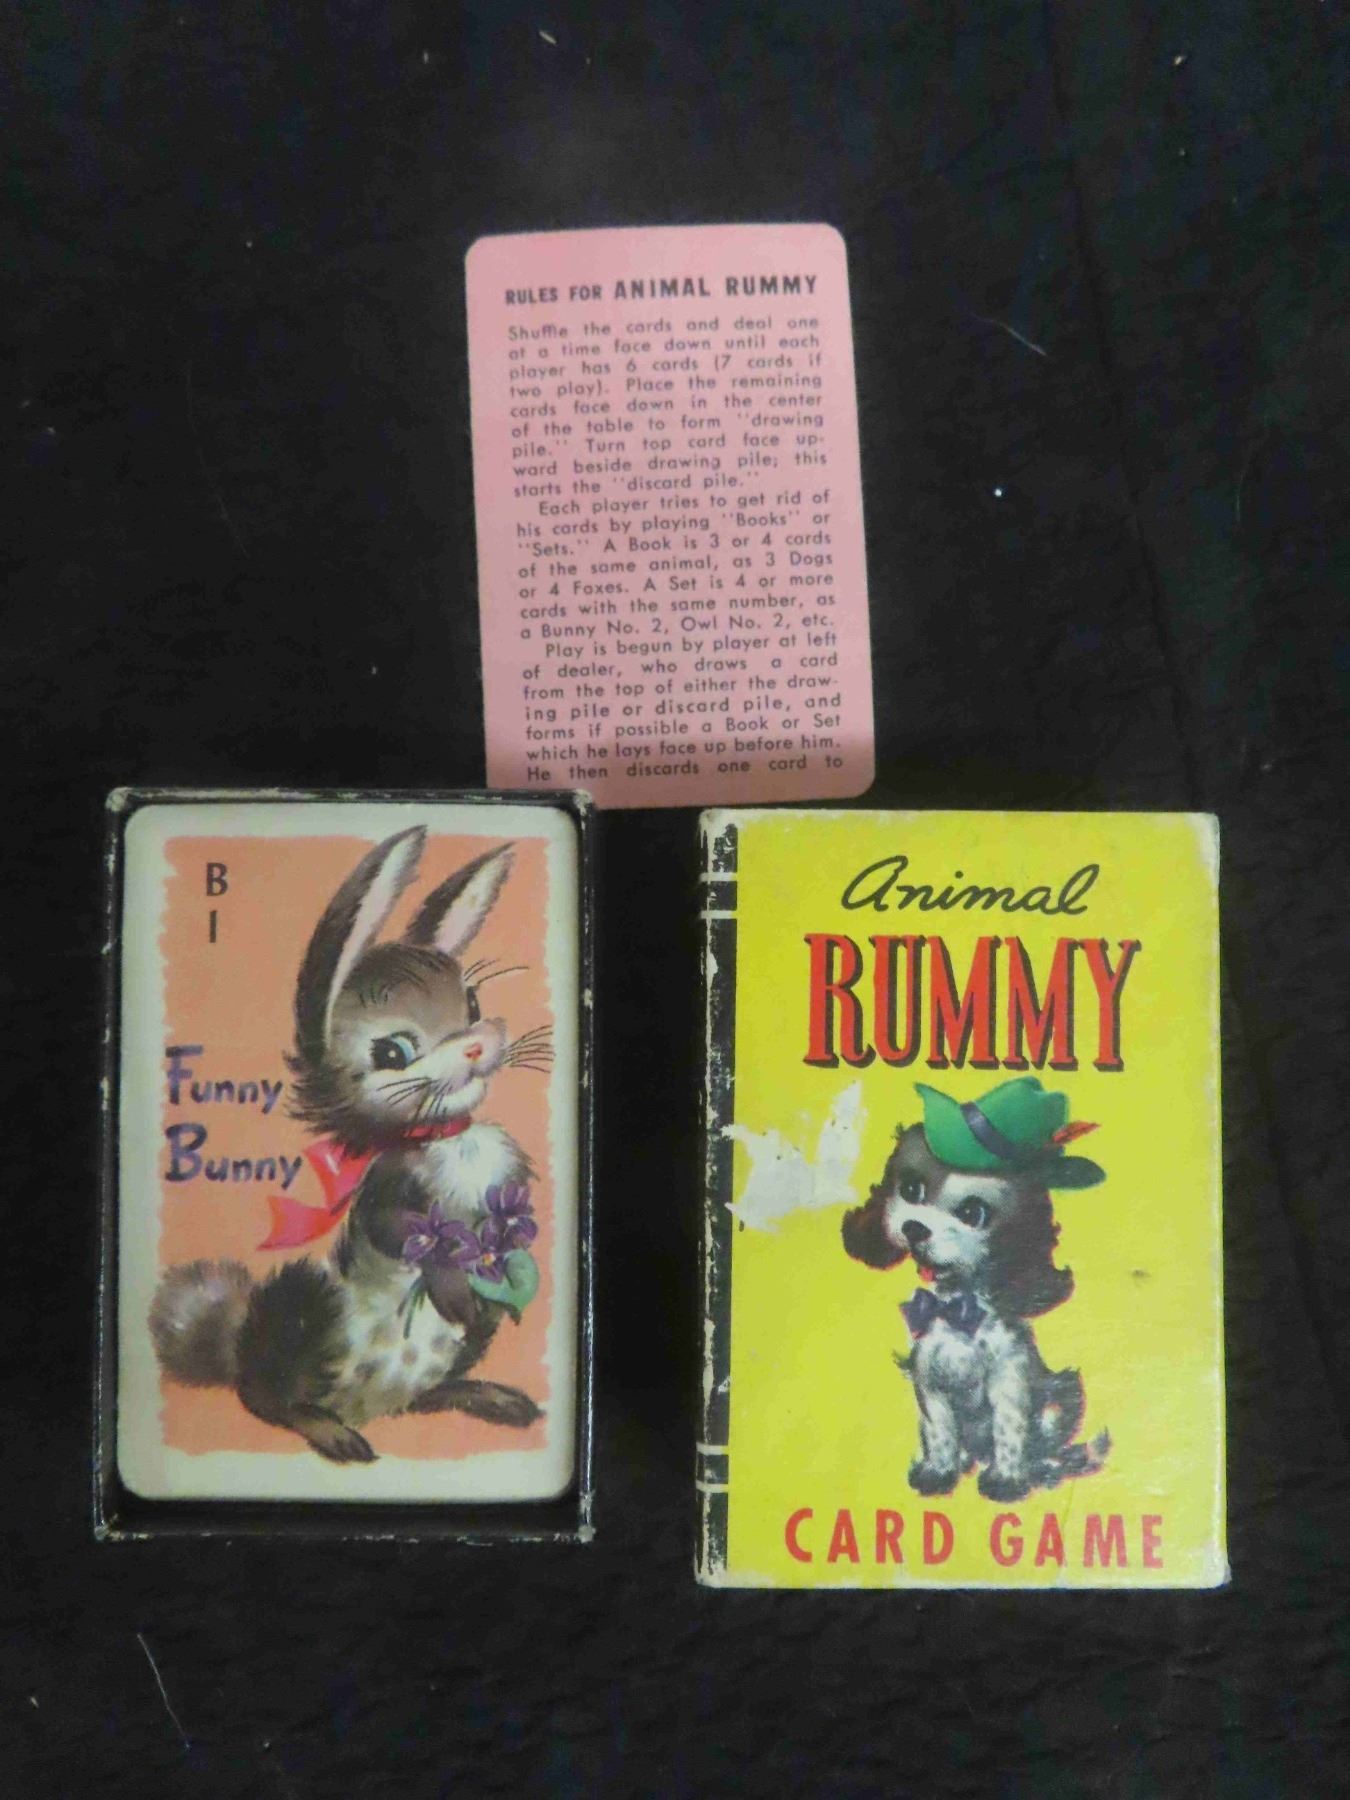 RULES FOR ANIMAL RUMMY
Shuffle the cards and deal one
at a time face down until each
player has 6 cards (7 cards if
two play). Place the remaining
cards face down in the center
of the table to form "drawing
pile." Turn top card face up-
ward beside drawing pile; this
starts the "discard pile."
Each player tries to get rid of
his cards by playing "Books" or
"Sets." A Book is 3 or 4 cards
of the same animal, as 3 Dogs
or 4 Foxes. A Set is 4 or more
cards with the same number, as
a Bunny No. 2, Owl No. 2, etc.
Play is begun by player at left
of dealer, who draws a card
from the top of either the draw-
ing pile or discard pile, and
forms if possible a Book or Set
which he lays face up before him.
He then discards one card to
B
1
Funny
Bunny
Animal
RUMMY
CARD GAME